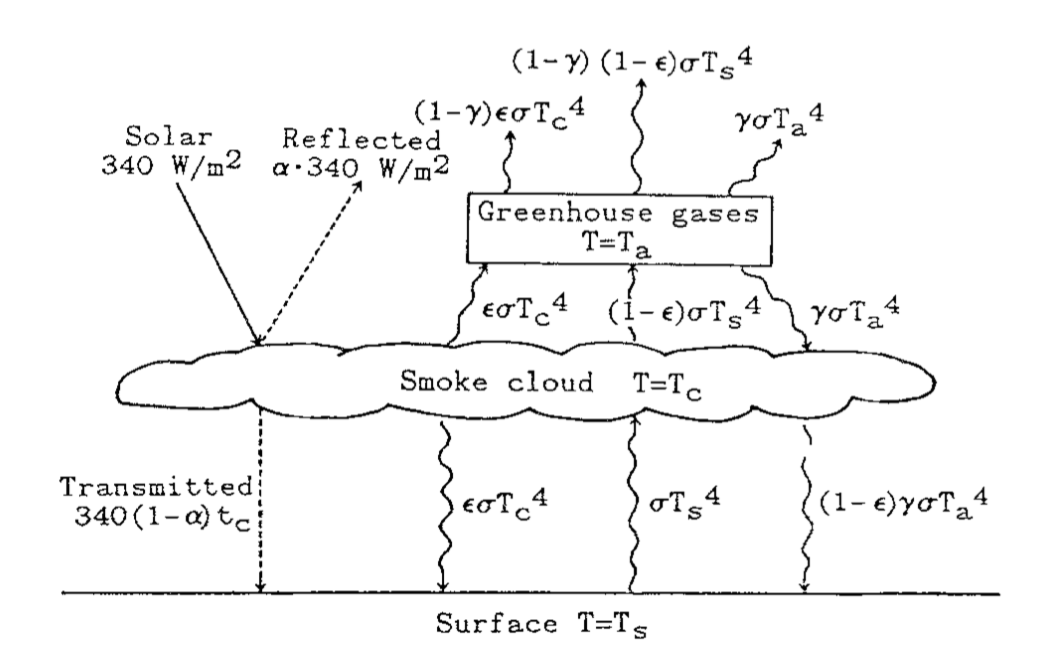 (1-γ)(1-ϵ)σTs⁴
(1-γ)ϵσTc⁴
γσTa⁴
Solar
340 W/m2
Reflected
α·340 W/m2
Greenhouse gases
T=Ta
ϵσTc⁴
(1-ϵ)σTs⁴
γσTa⁴
Smoke cloud T=Tc
Transmitted
340(1-α)tc
ϵσTc⁴
σTs⁴
(1-ϵ)γσTa⁴
Surface T=Ts